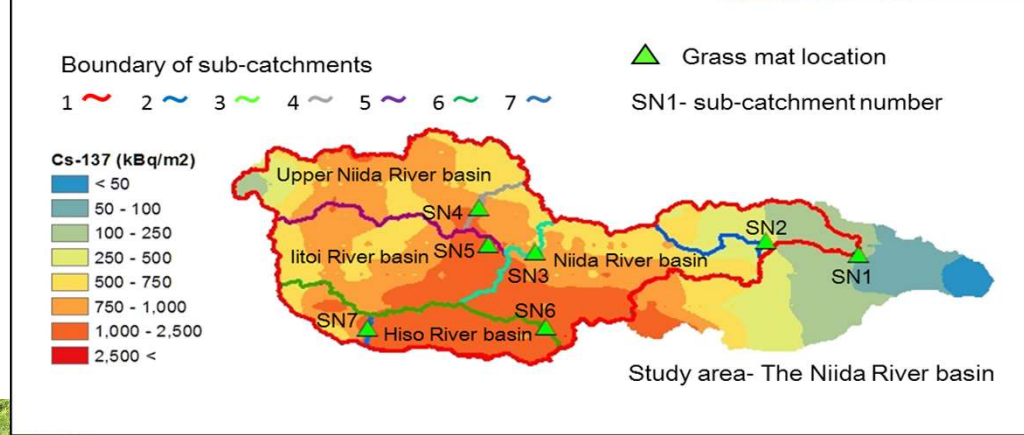 Boundary of sub-catchments
1 2 3 4 5 6 7
Grass mat location
SN1- sub-catchment number
Cs-137 (kBq/m2)
< 50
50 - 100
100 - 250
250 - 500
500 - 750
750 - 1,000
1,000 - 2,500
2,500 <
Upper Niida River basin
SN4
SN2
Iitoi River basin
SN5
Niida River basin
SN3
SN1
SN7
SN6
Hiso River basin
Study area- The Niida River basin